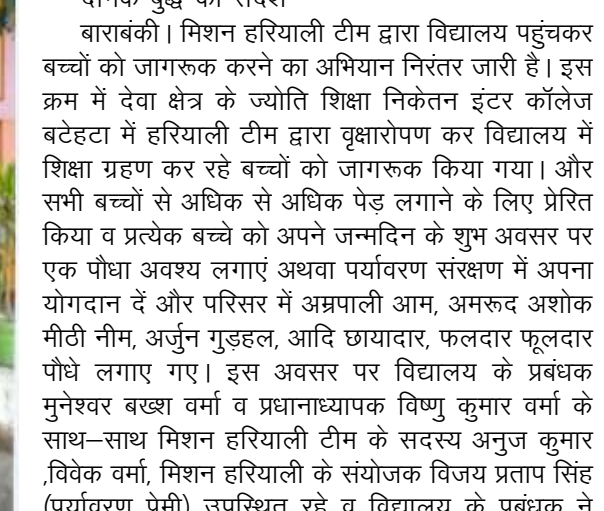 दैनिक बुद्ध का संदेश
बाराबंकी। मिशन हरियाली टीम द्वारा विद्यालय पहुंचकर
बच्चों को जागरूक करने का अभियान निरंतर जारी है। इस
क्रम में देवा क्षेत्र के ज्योति शिक्षा निकेतन इंटर कॉलेज
बटेहटा में हरियाली टीम द्वारा वृक्षारोपण कर विद्यालय में
शिक्षा ग्रहण कर रहे बच्चों को जागरूक किया गया। और
सभी बच्चों से अधिक से अधिक पेड़ लगाने के लिए प्रेरित
किया व प्रत्येक बच्चे को अपने जन्मदिन के शुभ अवसर पर
एक पौधा अवश्य लगाएं अथवा पर्यावरण संरक्षण में अपना
योगदान दें और परिसर में अम्रपाली आम, अमरूद अशोक
मीठी नीम, अर्जुन गुड़हल, आदि छायादार, फलदार फूलदार
पौधे लगाए गए। इस अवसर पर विद्यालय के प्रबंधक
मुनेश्वर बख्श वर्मा व प्रधानाध्यापक विष्णु कुमार वर्मा के
साथ–साथ मिशन हरियाली टीम के सदस्य अनुज कुमार
,विवेक वर्मा, मिशन हरियाली के संयोजक विजय प्रताप सिंह
(पर्यावरण प्रेमी) उपस्थित रहे व विद्यालय के प्रबंधक ने